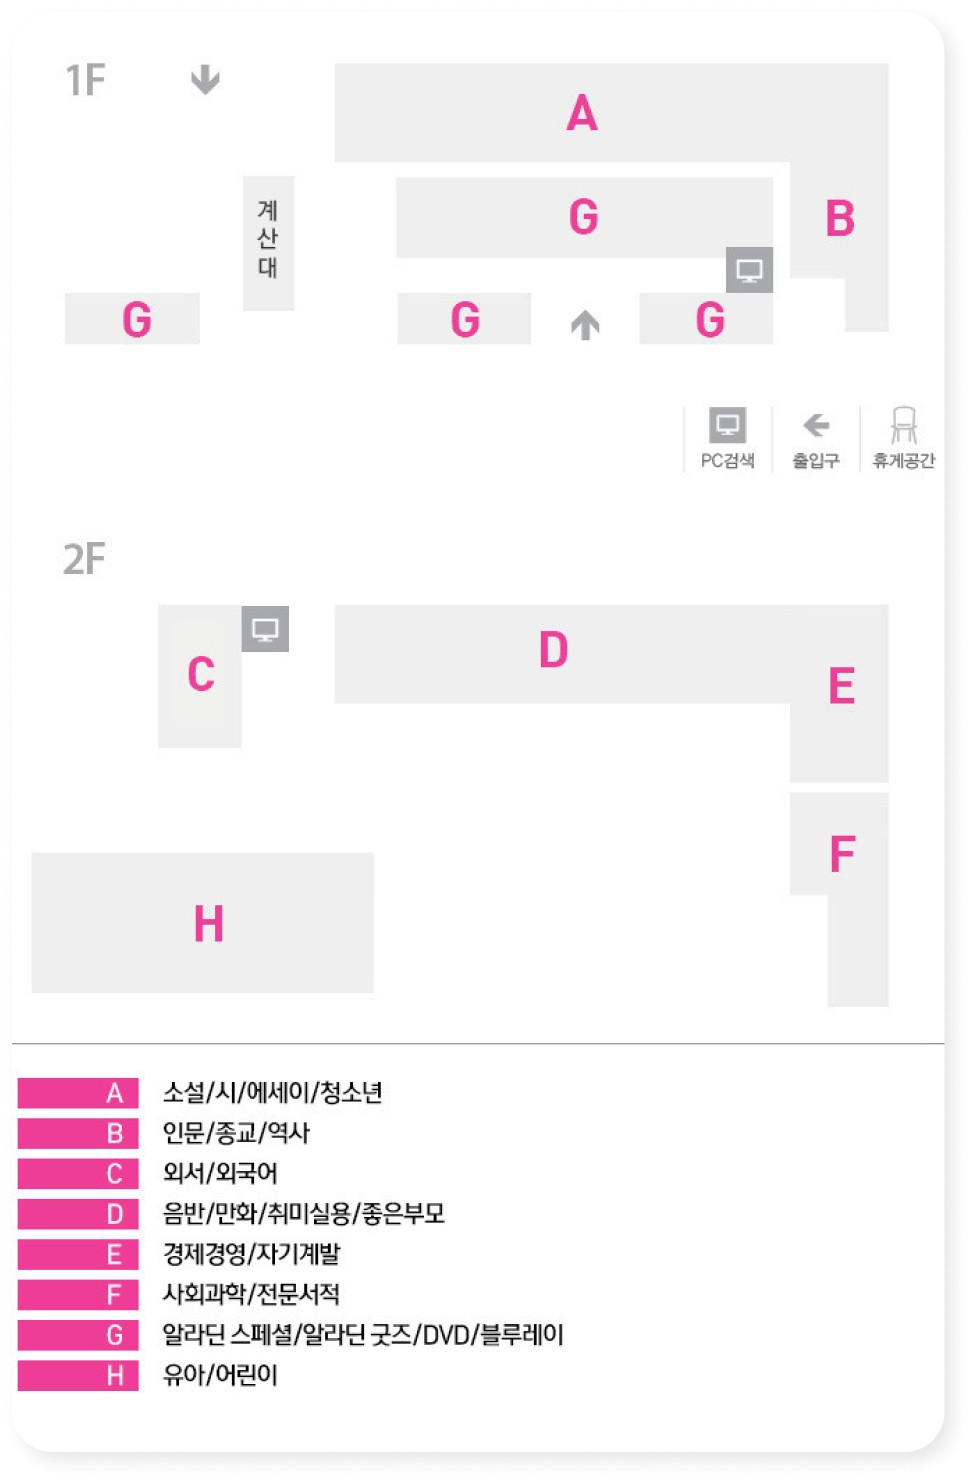 1F
A
계산대
G
B
G
G
G
PC검색
출입구
휴게공간
2F
C
D
E
F
H
A 소설/시/에세이/청소년
B 인문/종교/역사
C 외서/외국어
D 음반/만화/취미실용/좋은부모
E 경제경영/자기계발
F 사회과학/전문서적
G 알라딘 스페셜/알라딘 굿즈/DVD/블루레이
H 유아/어린이